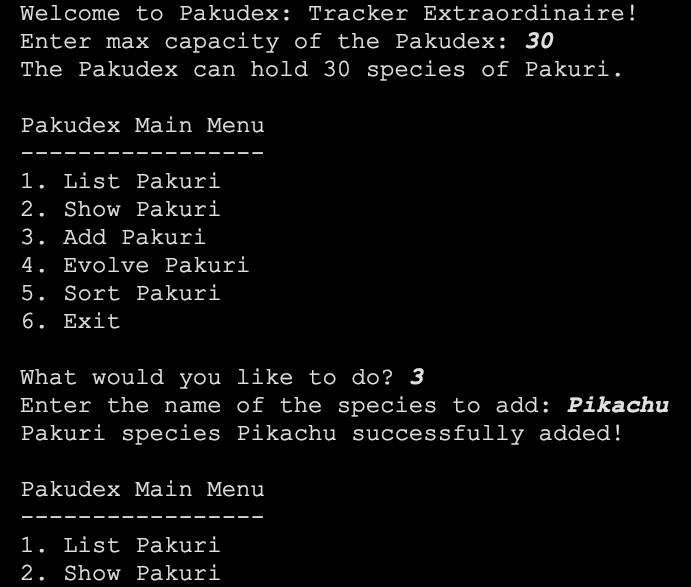 Welcome to Pakudex: Tracker Extraordinaire!
Enter max capacity of the Pakudex: 30
The Pakudex can hold 30 species of Pakuri.
Pakudex Main Menu
-----------------
1. List Pakuri
2. Show Pakuri
3. Add Pakuri
4. Evolve Pakuri
5. Sort Pakuri
6. Exit
What would you like to do? 3
Enter the name of the species to add: Pikachu
Pakuri species Pikachu successfully added!
Pakudex Main Menu
-----------------
1. List Pakuri
2. Show Pakuri